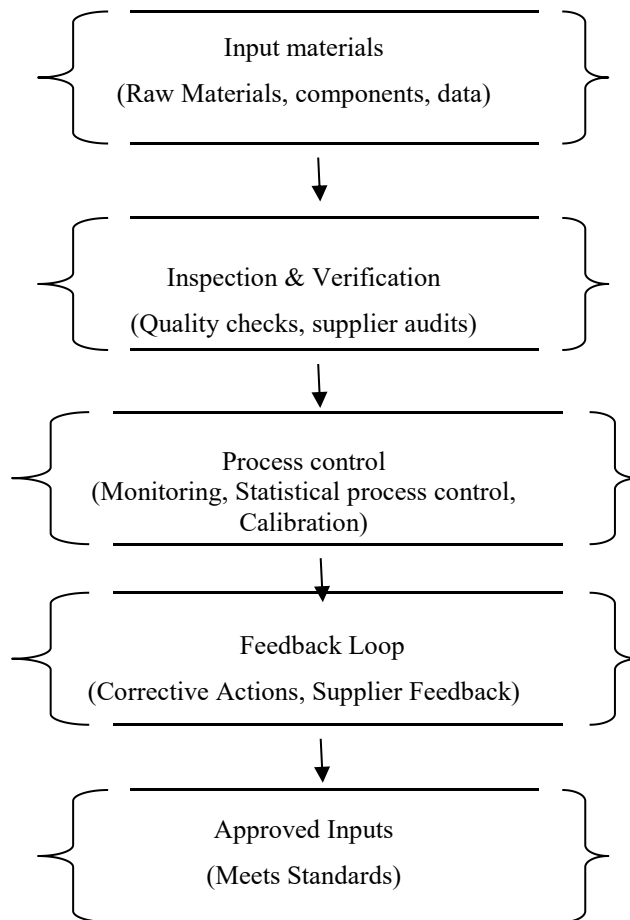 Input materials
(Raw Materials, components, data)
Inspection & Verification
(Quality checks, supplier audits)
Process control
(Monitoring, Statistical process control,
Calibration)
Feedback Loop
(Corrective Actions, Supplier Feedback)
Approved Inputs
(Meets Standards)